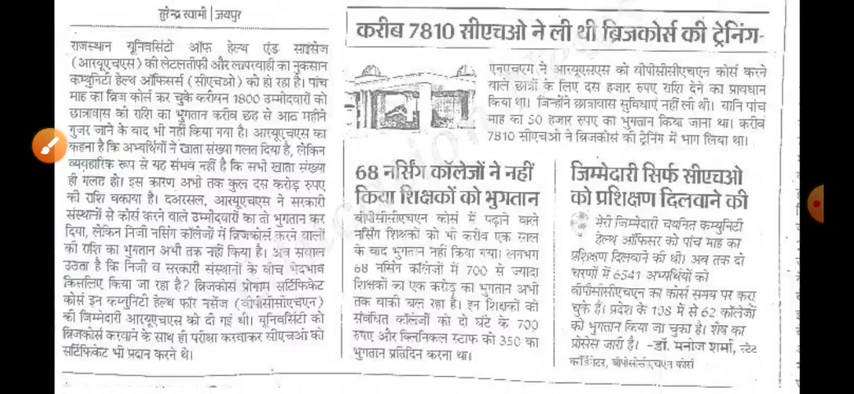 सुरेन्द्र स्वामी | जयपुर
राजस्थान यूनिवर्सिटी ऑफ हेल्थ एंड साइंसेज
(आरयूएचएस) की लेटलतीफी और लापरवाही का नुकसान
कम्युनिटी हेल्थ ऑफिसर्स (सीएचओ) को हो रहा है। पांच
माह का ब्रिज कोर्स कर चुके करीबन 1800 उम्मीदवारों को
छात्रावास की राशि का भुगतान करीब छह से आठ महीने
गुजर जाने के बाद भी नहीं किया गया है। आरयूएचएस का
कहना है कि अभ्यर्थियों ने खाता संख्या गलत दिया है, लेकिन
व्यवहारिक रूप से यह संभव नहीं है कि सभी खाता संख्या
ही गलत हो। इस कारण अभी तक कुल दस करोड़ रुपए
की राशि बकाया है। दरअसल, आरयूएचएस ने सरकारी
संस्थानों से कोर्स करने वाले उम्मीदवारों का तो भुगतान कर
दिया, लेकिन निजी नर्सिंग कॉलेजों में ब्रिजकोर्स करने वालों
की राशि का भुगतान अभी तक नहीं किया है। अब सवाल
उठता है कि निजी व सरकारी संस्थानों के बीच भेदभाव
किसलिए किया जा रहा है? ब्रिजकोर्स प्रोग्राम सर्टिफिकेट
कोर्स इन कम्युनिटी हेल्थ फॉर नर्सेज (बीपीसीसीएचएन)
की जिम्मेदारी आरयूएचएस को दी गई थी। यूनिवर्सिटी को
ब्रिजकोर्स करवाने के साथ ही परीक्षा करवाकर सीएचओ को
सर्टिफिकेट भी प्रदान करने थे।
करीब 7810 सीएचओ ने ली थी ब्रिजकोर्स की ट्रेनिंग-
एनएचएम ने आरयूएसएस को बीपीसीसीएचएन कोर्स करने
वाले छात्रों के लिए दस हजार रुपए राशि देने का प्रावधान
किया था। जिन्होंने छात्रावास सुविधाएं नहीं ली थी। यानि पांच
माह का 50 हजार रुपए का भुगतान किया जाना था। करीब
7810 सीएचओ ने ब्रिजकोर्स की ट्रेनिंग में भाग लिया था।
68 नर्सिंग कॉलेजों ने नहीं
किया शिक्षकों को भुगतान
बीपीसीसीएचएन कोर्स में पढ़ाने वाले
नर्सिंग शिक्षकों को भी करीब एक साल
के बाद भुगतान नहीं किया गया। लगभग
68 नर्सिंग कॉलेजों में 700 से ज्यादा
शिक्षकों का एक करोड़ का भुगतान अभी
तक बाकी चल रहा है। इन शिक्षकों को
संबंधित कॉलेजों को दो घंटे के 700
रुपए और क्लिनिकल स्टाफ को 350 का
भुगतान प्रतिदिन करना था।
जिम्मेदारी सिर्फ सीएचओ
को प्रशिक्षण दिलवाने की
मेरी जिम्मेदारी चयनित कम्युनिटी
हेल्थ ऑफिसर को पांच माह का
प्रशिक्षण दिलवाने की थी। अब तक दो
चरणों में 6541 अभ्यर्थियों को
बीपीसीसीएचएन का कोर्स समय पर करा
चुके हैं। प्रदेश के 108 में से 62 कॉलेजों
को भुगतान किया जा चुका है। शेष का
प्रोसेस जारी है। -डॉ. मनोज शर्मा, स्टेट
कॉर्डिनेटर, बीपीसीसीएचएन कोर्स